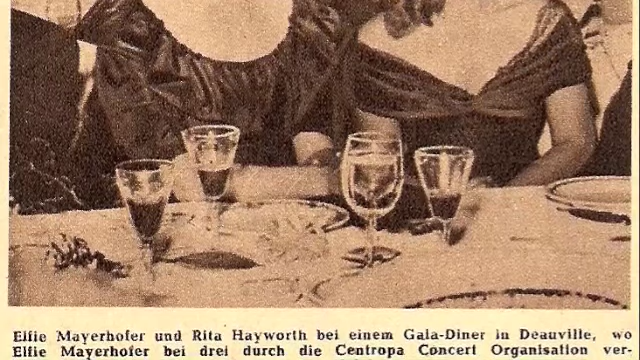 Elfie Mayerhofer und Rita Hayworth bei einem Gala-Diner in Deauville, wo
Elfie Mayerhofer bei drei durch die Centropa Concert Organisation ver-